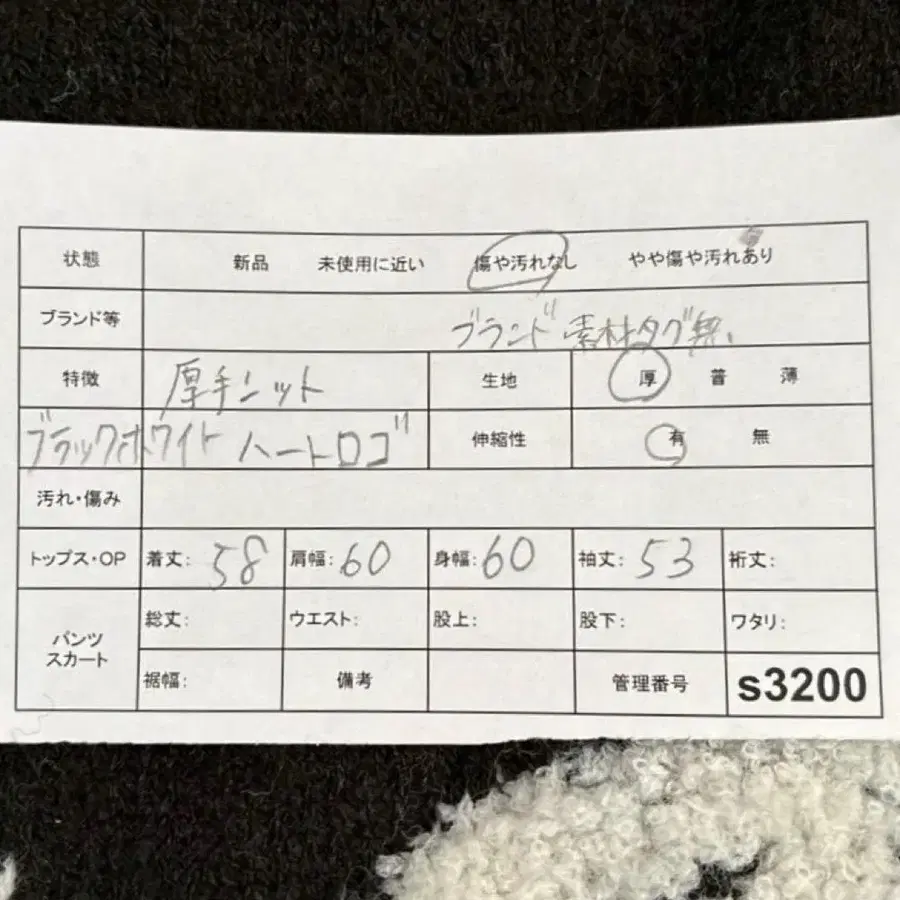 状態 新品 未使用に近い 傷や汚れなし やや傷や汚れあり
ブランド等 ブランド 素材タグ無
特徴 厚手ニット 生地 厚 普 薄
ブラックホワイト ハートロゴ 伸縮性 有 無
汚れ・傷み
トップス・OP 着丈: 58 肩幅: 60 身幅: 60 袖丈: 53 裄丈:
パンツ スカート 総丈: ウエスト: 股上: 股下: ワタリ:
裾幅: 備考 管理番号 s3200